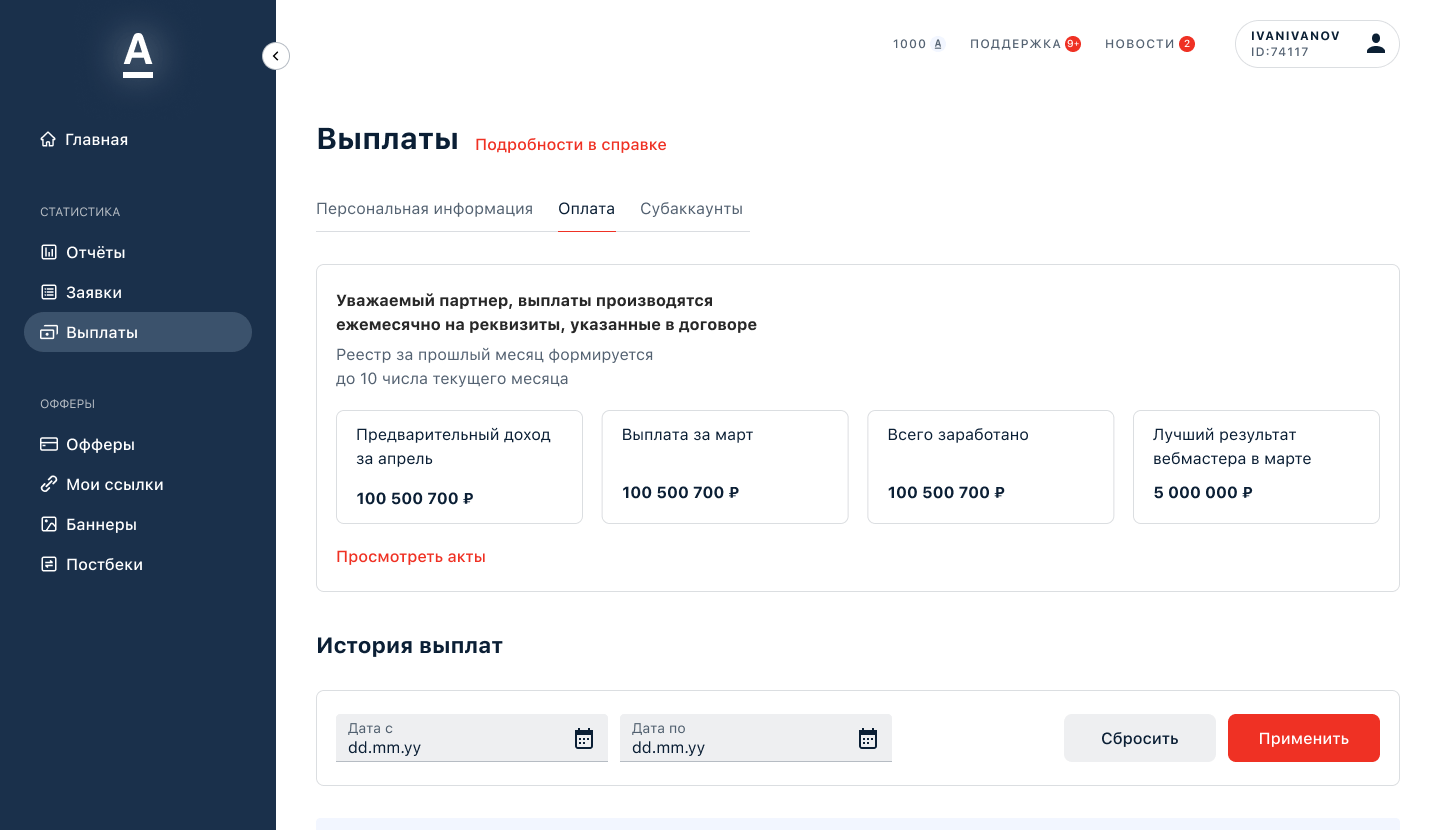 А
Главная
СТАТИСТИКА
Отчёты
Заявки
Выплаты
ОФФЕРЫ
Офферы
Мои ссылки
Баннеры
Постбеки
1000 А
ПОДДЕРЖКА 9+
НОВОСТИ 2
IVANIVANOV
ID:74117
Выплаты
Подробности в справке
Персональная информация
Оплата
Субаккаунты
Уважаемый партнер, выплаты производятся
ежемесячно на реквизиты, указанные в договоре
Реестр за прошлый месяц формируется
до 10 числа текущего месяца
Предварительный доход
за апрель
100 500 700 ₽
Выплата за март
100 500 700 ₽
Всего заработано
100 500 700 ₽
Лучший результат
вебмастера в марте
5 000 000 ₽
Просмотреть акты
История выплат
Дата с
dd.mm.yy
Дата по
dd.mm.yy
Сбросить
Применить